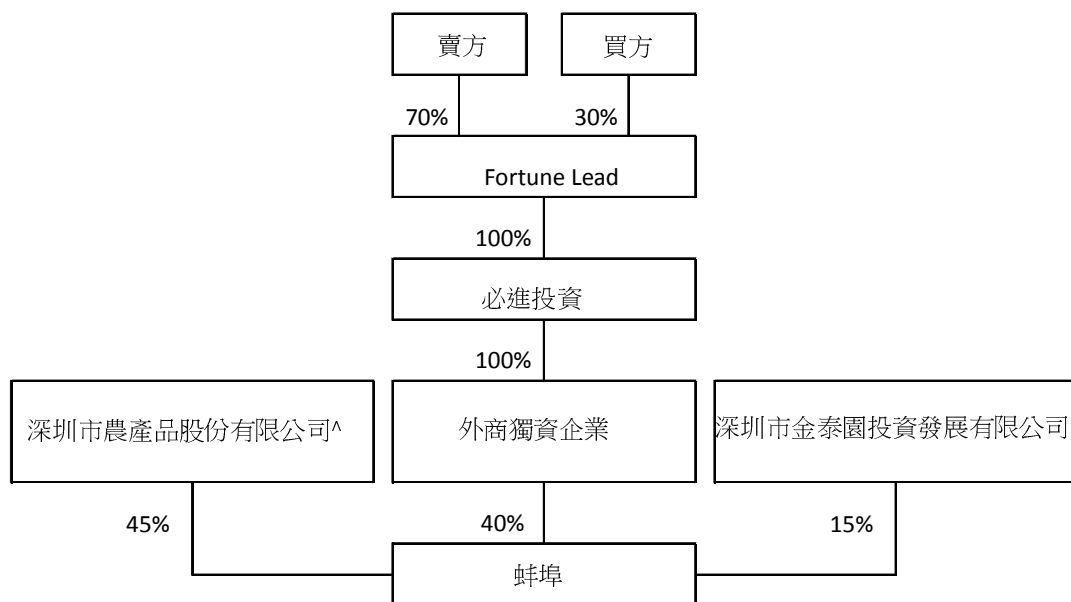 賣方
買方
70%
30%
Fortune Lead
100%
必進投資
100%
深圳市農產品股份有限公司^
外商獨資企業
深圳市金泰園投資發展有限公司
45%
40%
15%
蚌埠